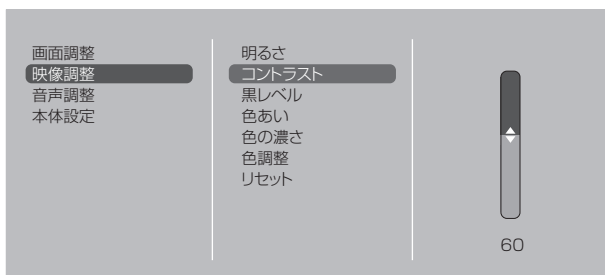 画面調整
映像調整
音声調整
本体設定
明るさ
コントラスト
黒レベル
色あい
色の濃さ
色調整
リセット
60